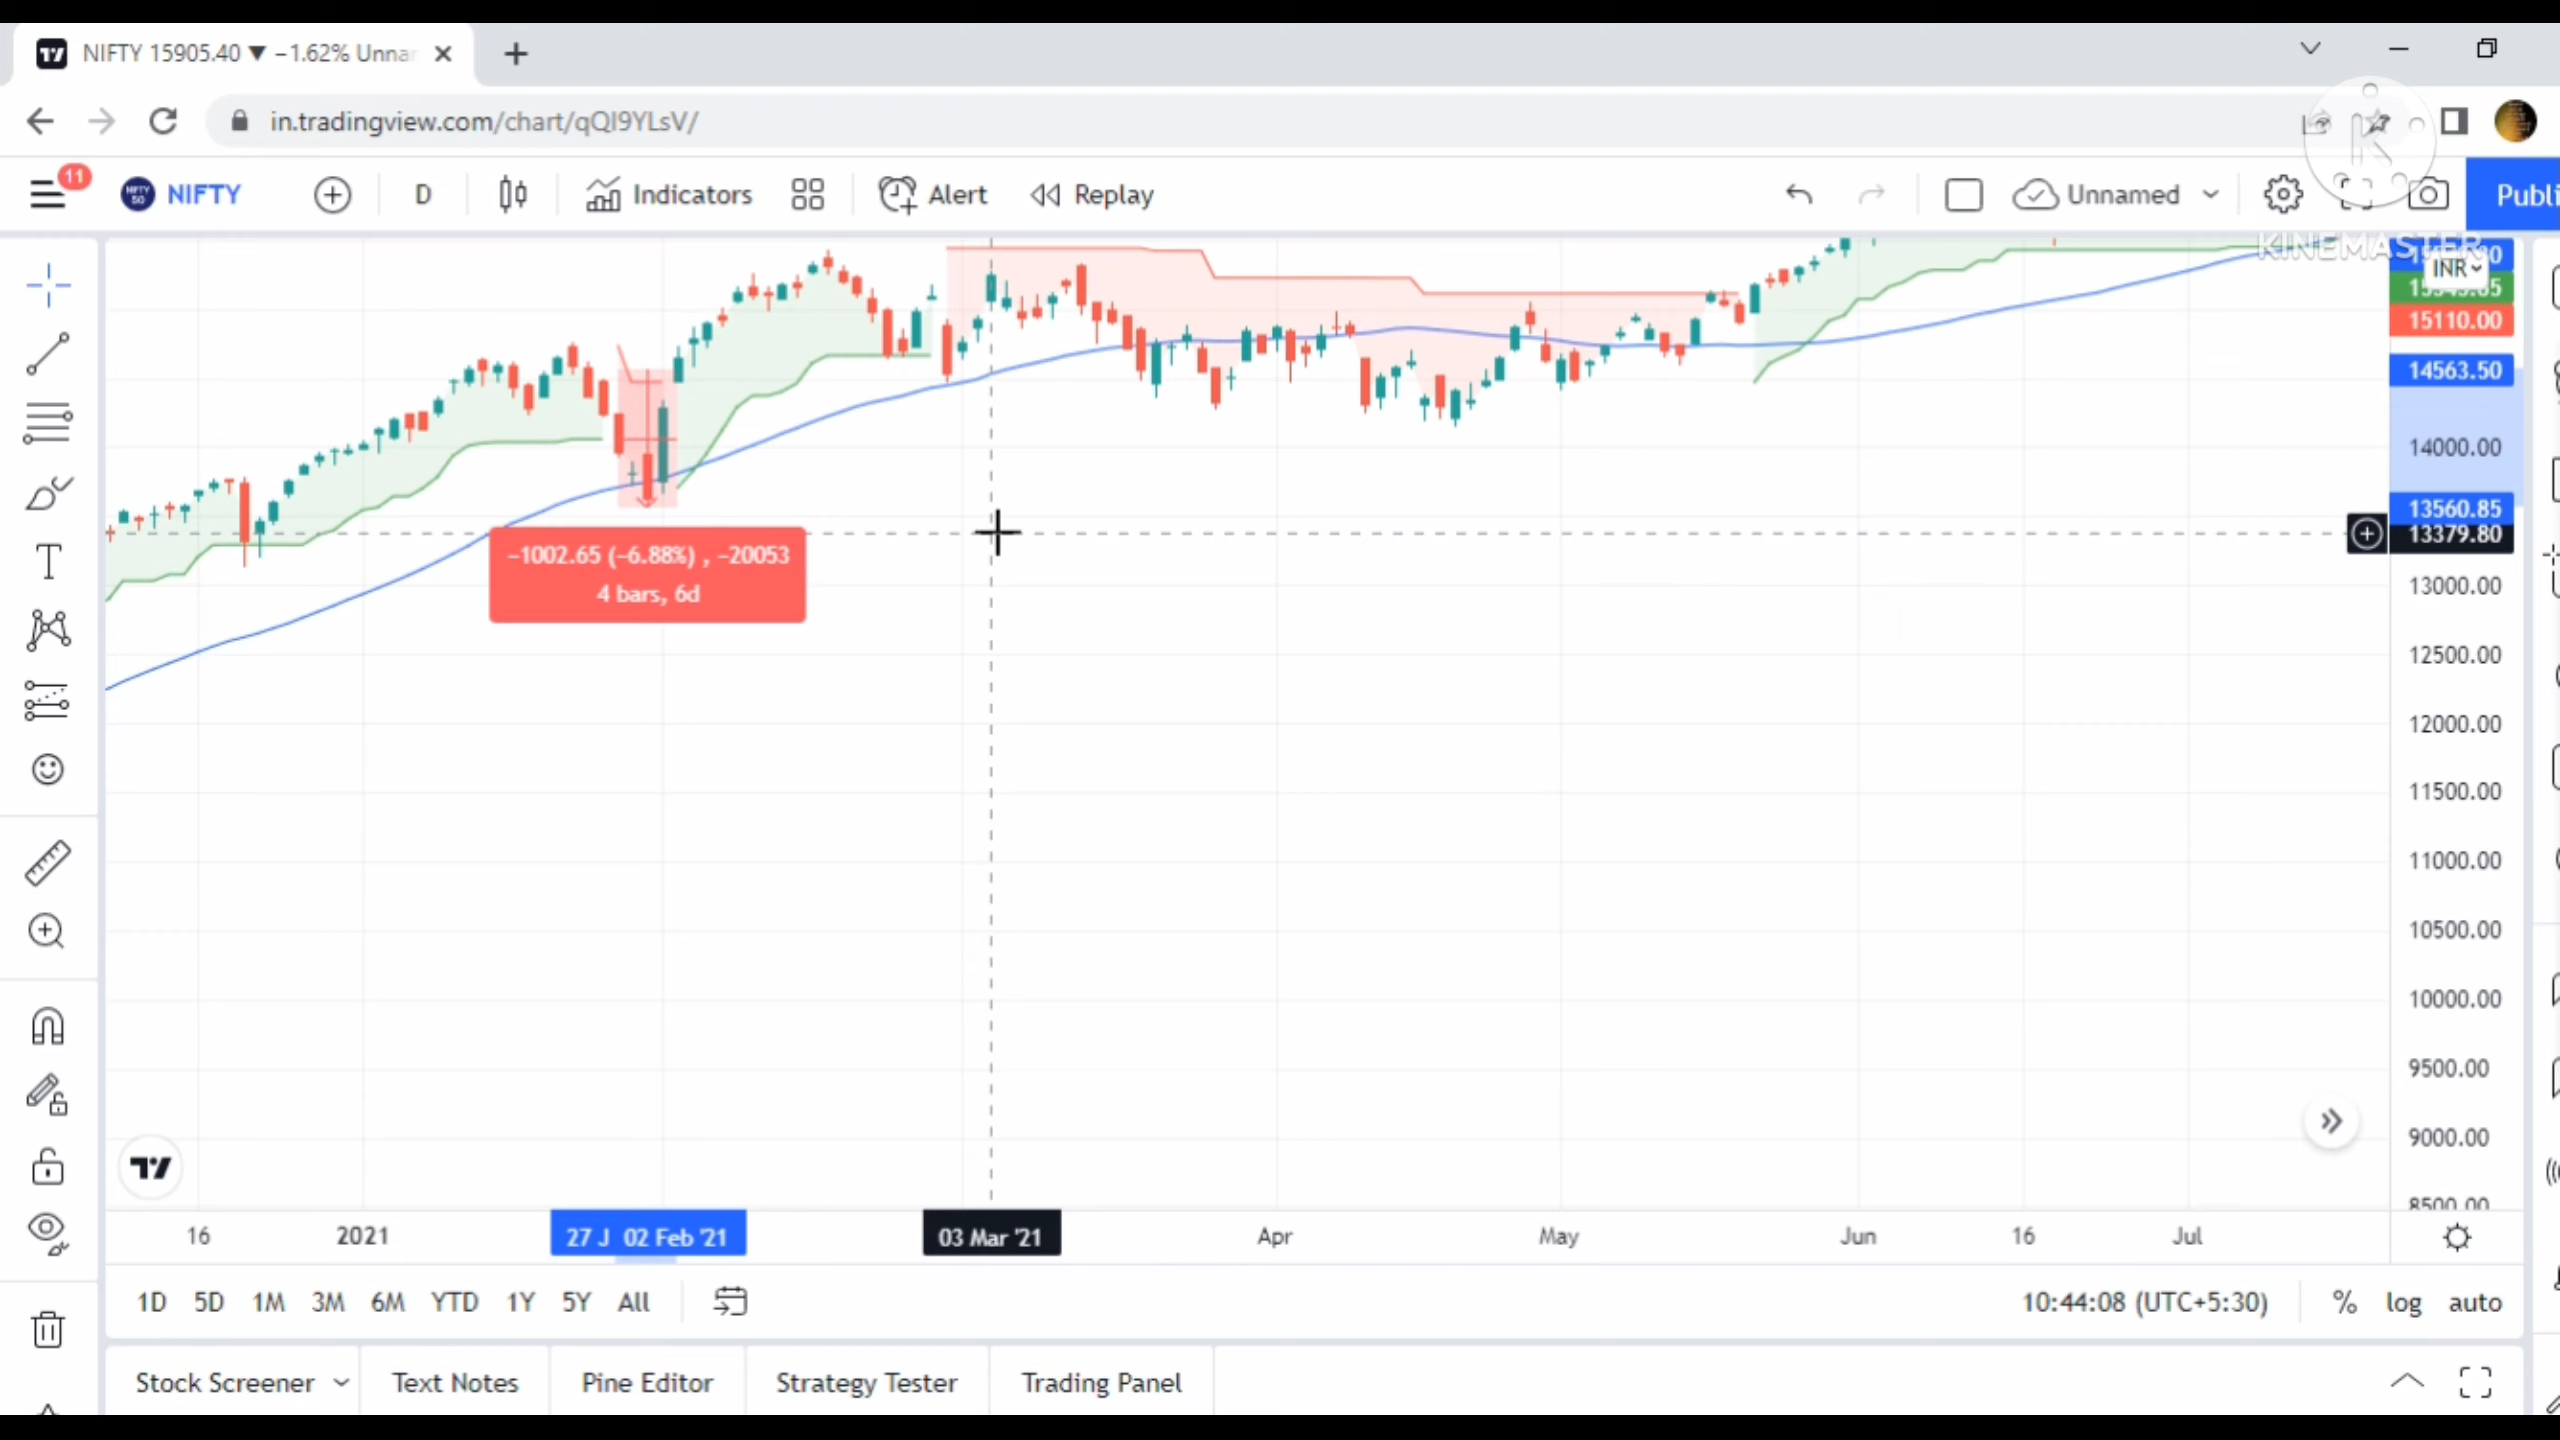 NIFTY 15905.40 ▼ −1.62% Unna
in.tradingview.com/chart/qQI9YLsV/
11
NIFTY
D
Indicators
Alert
Replay
Unnamed
Publi
KINEMASTER
INR
15110.00
14563.50
14000.00
13560.85
13379.80
13000.00
12500.00
12000.00
11500.00
11000.00
10500.00
10000.00
9500.00
9000.00
8500.00
−1002.65 (−6.88%) , −20053
4 bars, 6d
16
2021
27 J
02 Feb '21
03 Mar '21
Apr
May
Jun
16
Jul
1D 5D 1M 3M 6M YTD 1Y 5Y All
10:44:08 (UTC+5:30)
% log auto
Stock Screener
Text Notes
Pine Editor
Strategy Tester
Trading Panel